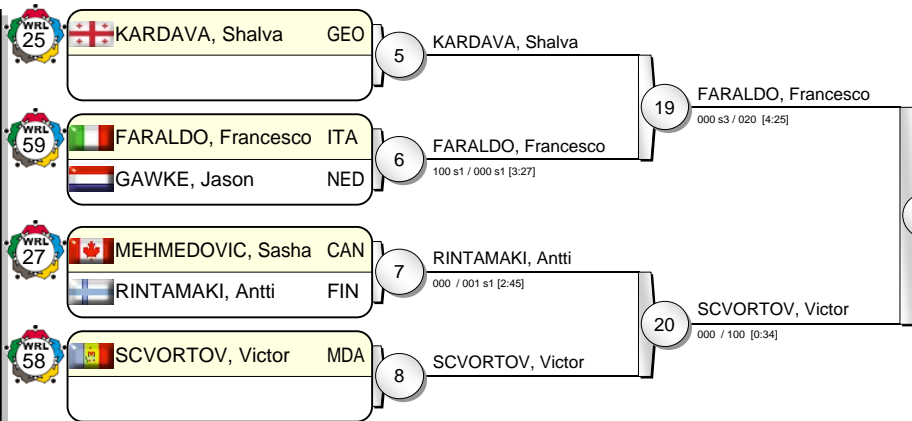 WRL
25
KARDAVA, Shalva GEO
5
KARDAVA, Shalva
19
FARALDO, Francesco
000 s3 / 020 [4:25]
WRL
59
FARALDO, Francesco ITA
GAWKE, Jason NED
6
FARALDO, Francesco
100 s1 / 000 s1 [3:27]
WRL
27
MEHMEDOVIC, Sasha CAN
RINTAMAKI, Antti FIN
7
RINTAMAKI, Antti
000 / 001 s1 [2:45]
20
SCVORTOV, Victor
000 / 100 [0:34]
WRL
58
SCVORTOV, Victor MDA
8
SCVORTOV, Victor